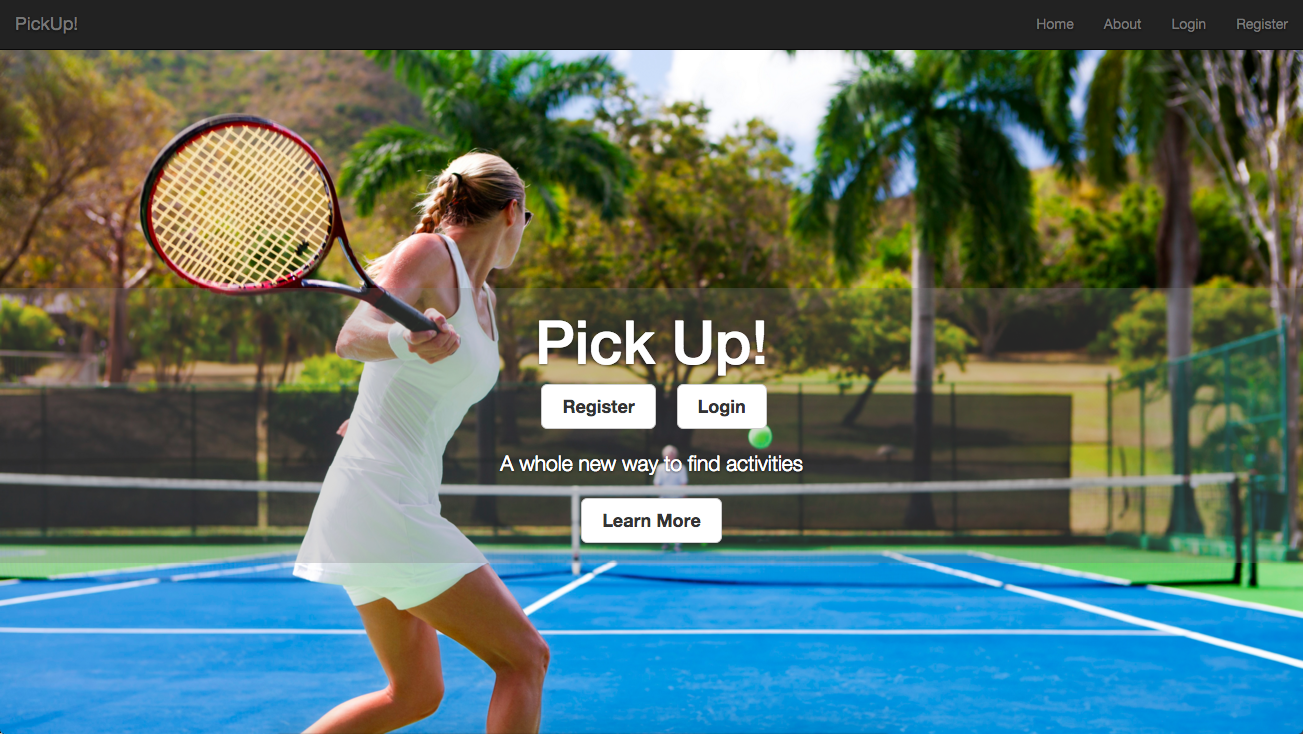 PickUp! Home About Login Register
Pick Up!
Register Login
A whole new way to find activities
Learn More